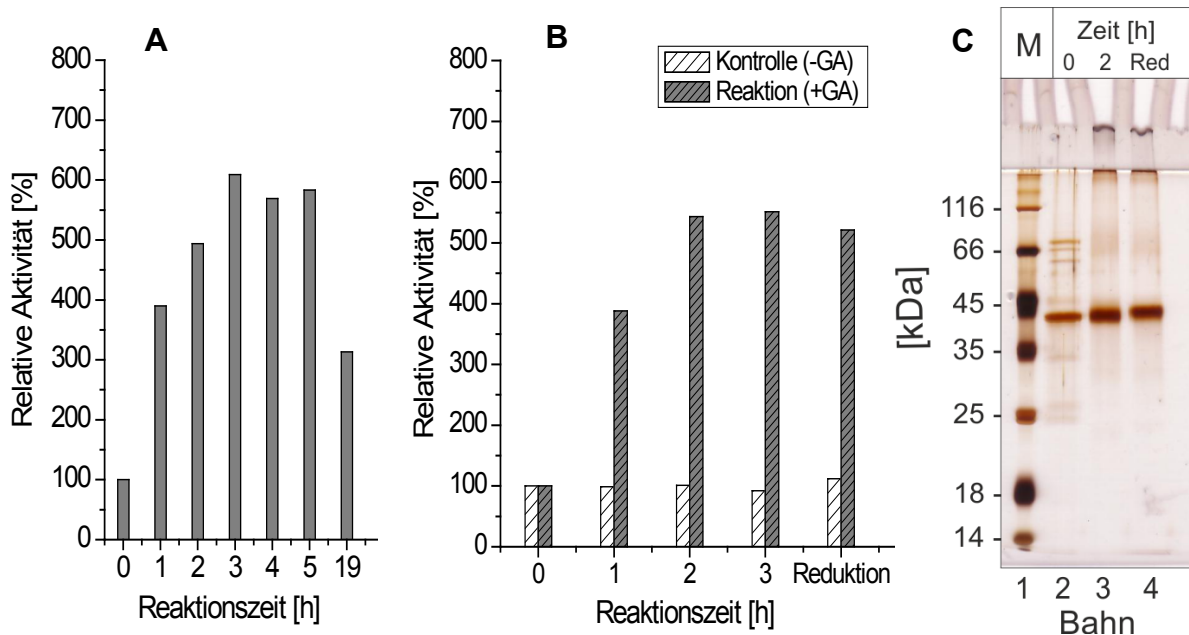 A
Relative Aktivität [%]
800
700
600
500
400
300
200
100
0
0 1 2 3 4 5 19
Reaktionszeit [h]
B
Kontrolle (-GA)
Reaktion (+GA)
Relative Aktivität [%]
800
700
600
500
400
300
200
100
0
0 1 2 3 Reduktion
Reaktionszeit [h]
C
M
Zeit [h]
0 2 Red
[kDa]
116
66
45
35
25
18
14
1 2 3 4
Bahn